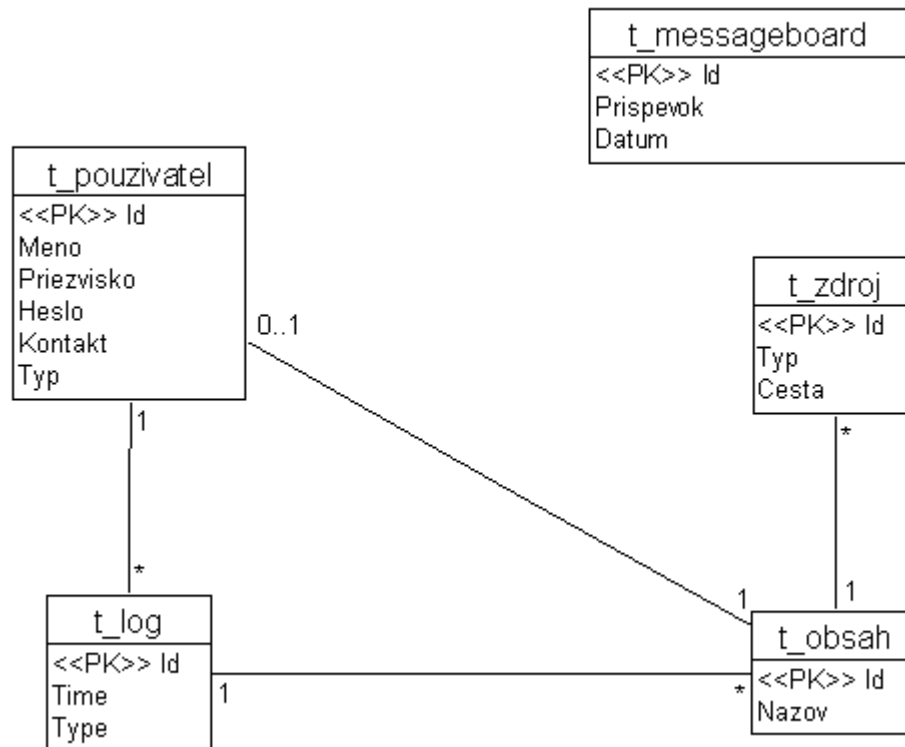 t_messageboard
<<PK>> Id
Prispevok
Datum
t_pouzivatel
<<PK>> Id
Meno
Priezvisko
Heslo
Kontakt
Typ
t_zdroj
<<PK>> Id
Typ
Cesta
0..1
1
*
*
1
1
t_log
<<PK>> Id
Time
Type
t_obsah
<<PK>> Id
Nazov
1
*